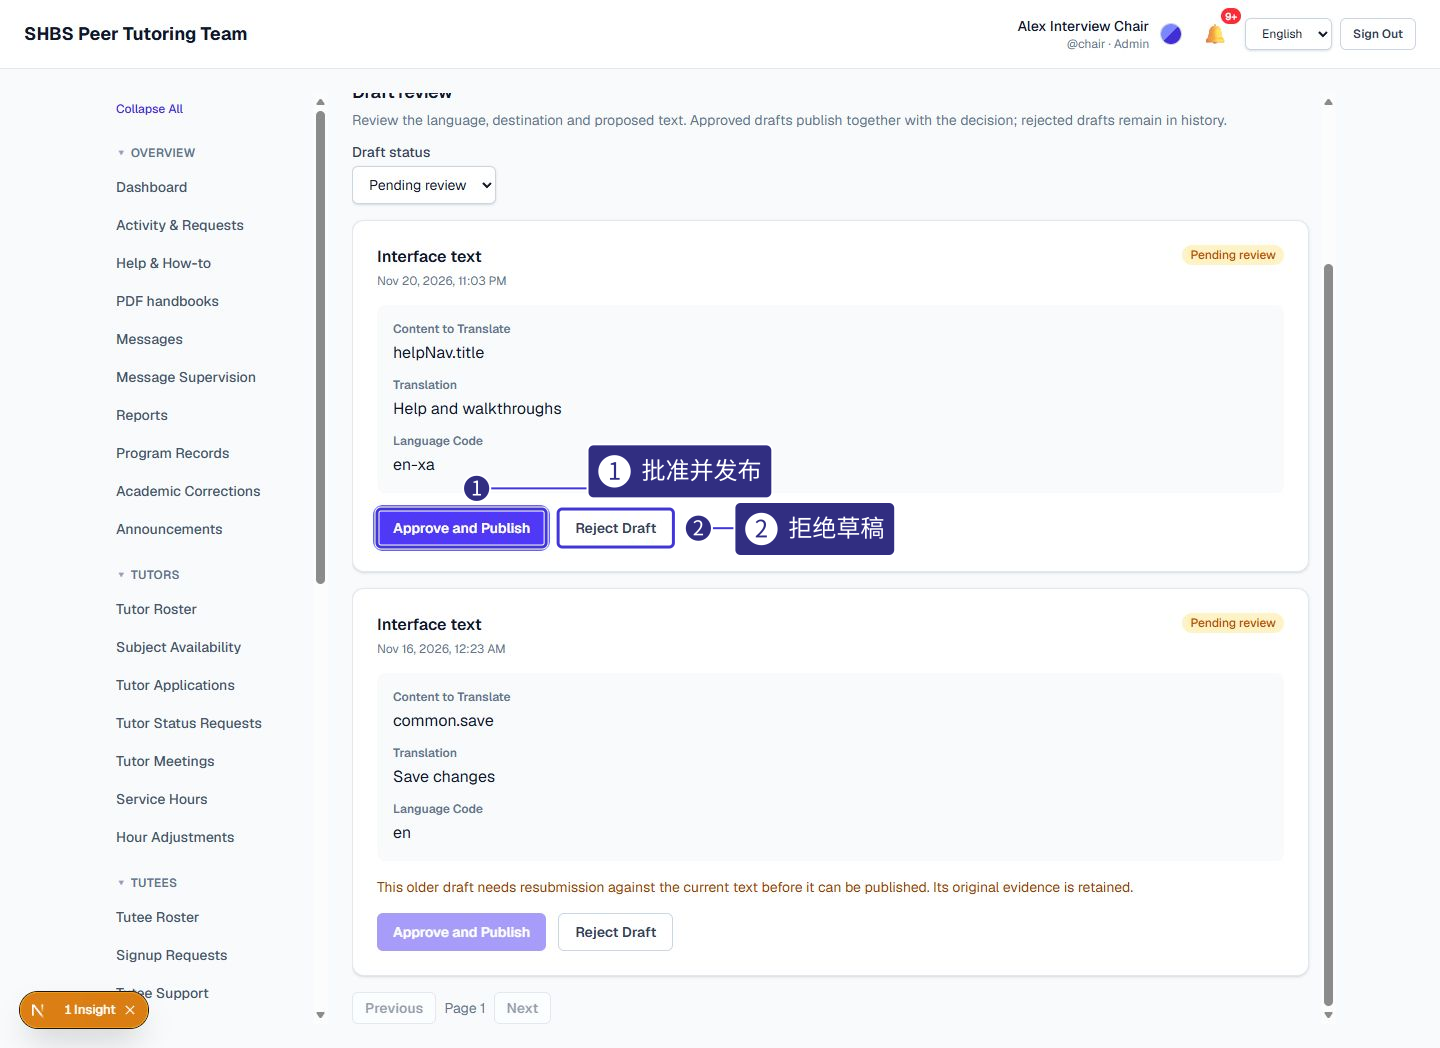 SHBS Peer Tutoring Team
Alex Interview Chair
@chair · Admin
9+
English
Sign Out
Collapse All
OVERVIEW
Dashboard
Activity & Requests
Help & How-to
PDF handbooks
Messages
Message Supervision
Reports
Program Records
Academic Corrections
Announcements
TUTORS
Tutor Roster
Subject Availability
Tutor Applications
Tutor Status Requests
Tutor Meetings
Service Hours
Hour Adjustments
TUTEES
Tutee Roster
Signup Requests
Tutee Support
1 Insight
Draft review
Review the language, destination and proposed text. Approved drafts publish together with the decision; rejected drafts remain in history.
Draft status
Pending review
Interface text
Pending review
Nov 20, 2026, 11:03 PM
Content to Translate
helpNav.title
Translation
Help and walkthroughs
Language Code
en-xa
1
1 批准并发布
Approve and Publish
Reject Draft
2
2 拒绝草稿
Interface text
Pending review
Nov 16, 2026, 12:23 AM
Content to Translate
common.save
Translation
Save changes
Language Code
en
This older draft needs resubmission against the current text before it can be published. Its original evidence is retained.
Approve and Publish
Reject Draft
Previous
Page 1
Next